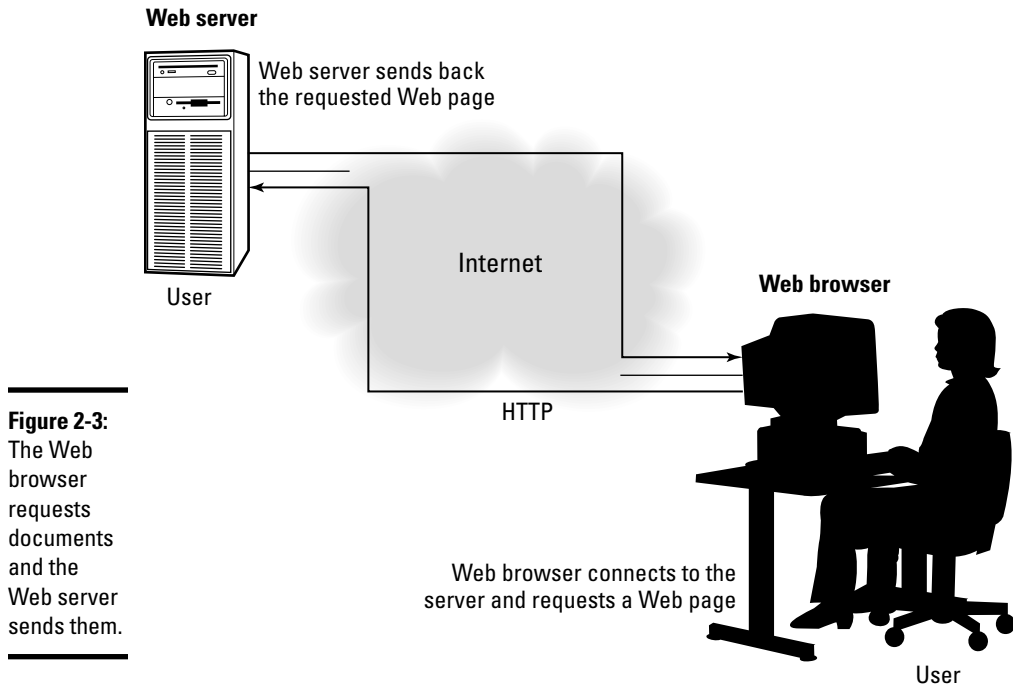 Web server
Web server sends back
the requested Web page
Internet
User
Web browser
HTTP
Figure 2-3:
The Web
browser
requests
documents
and the
Web server
sends them.
Web browser connects to the
server and requests a Web page
User